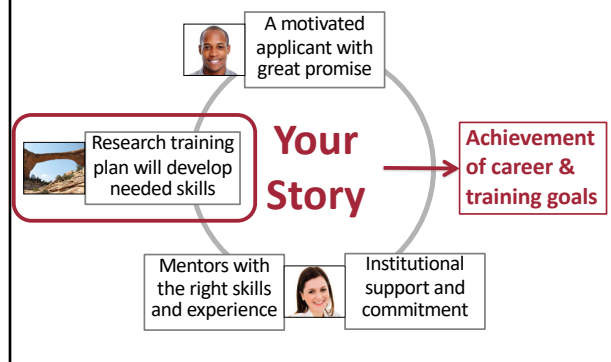 A motivated
applicant with
great promise
Research training
plan will develop
needed skills
Your
Story
Achievement
of career &
training goals
Mentors with
the right skills
and experience
Institutional
support and
commitment